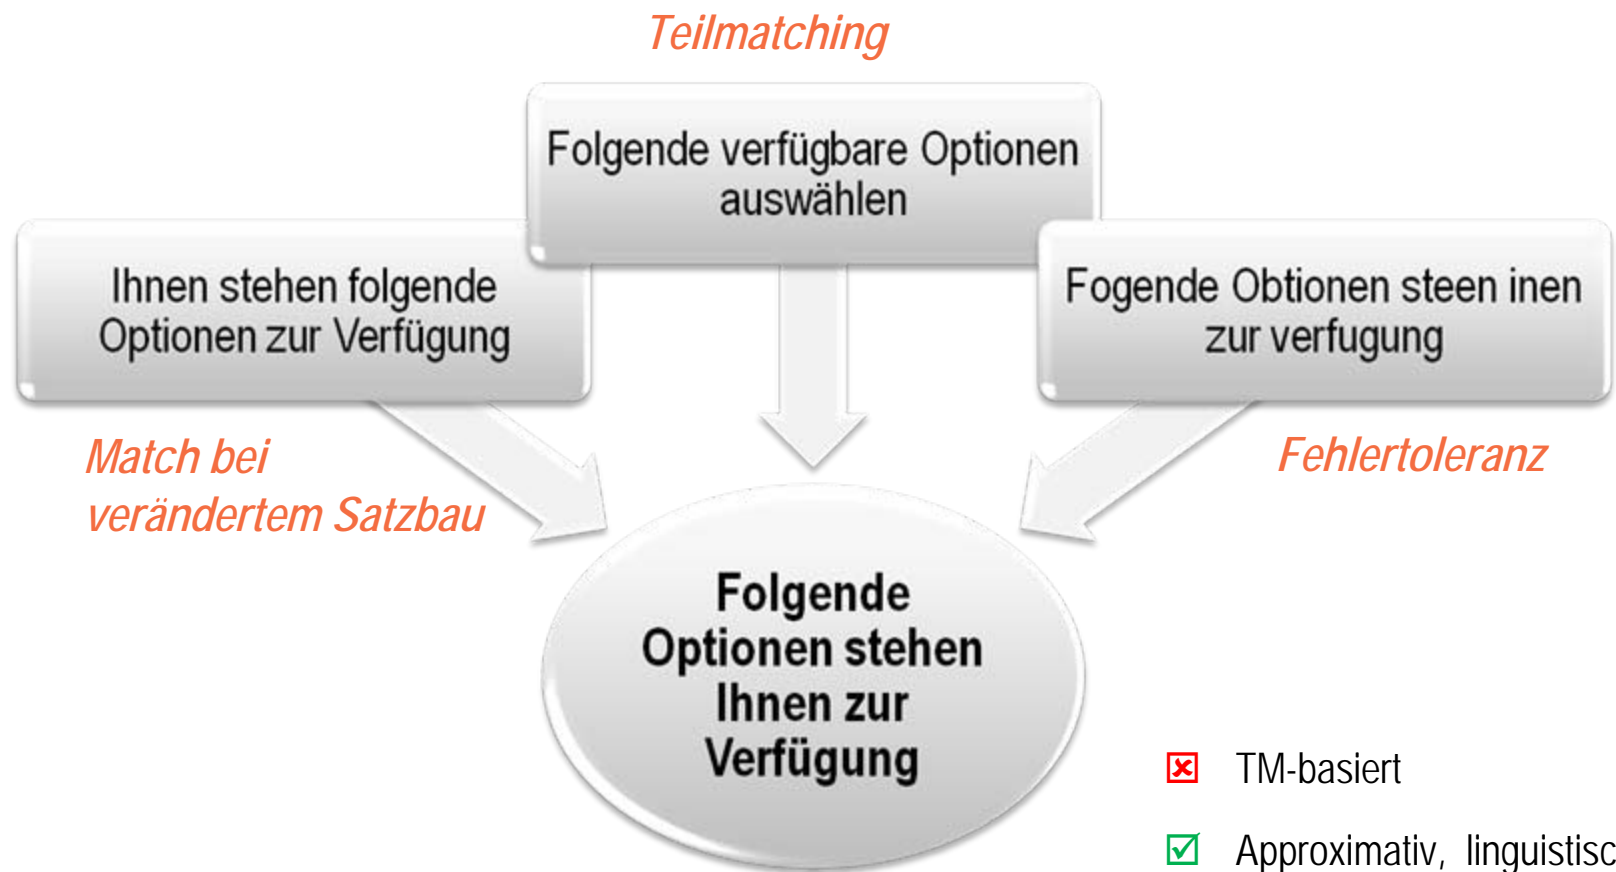 Teilmatching
Folgende verfügbare Optionen
auswählen
Ihnen stehen folgende
Optionen zur Verfügung
Fogende Obtionen steen inen
zur verfugung
Match bei
verändertem Satzbau
Fehlertoleranz
Folgende
Optionen stehen
Ihnen zur
Verfügung
TM-basiert
Approximativ, linguistisc